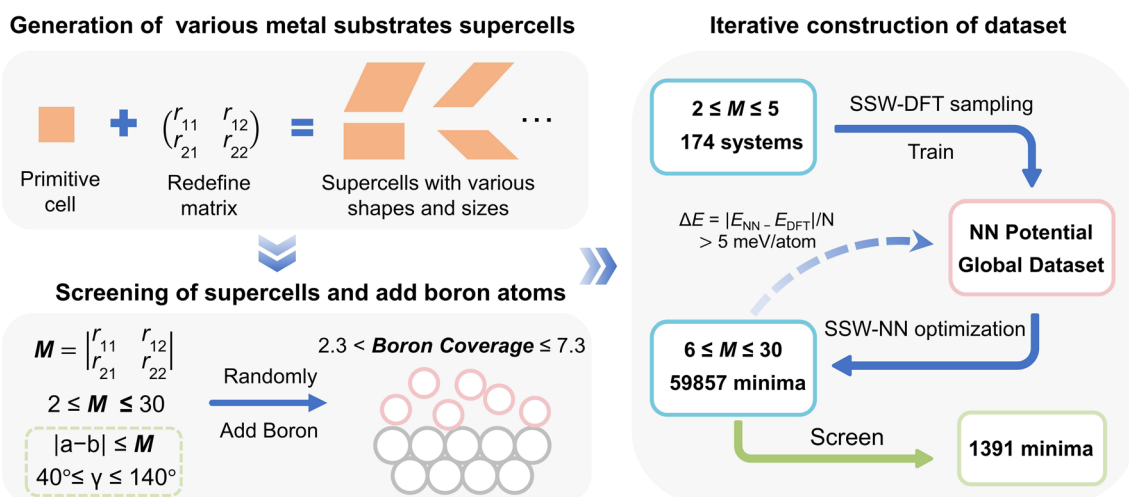 Generation of various metal substrates supercells
Primitive
cell
+
(r11 r12
r21 r22)
Redefine
matrix
=
...
Supercells with various
shapes and sizes
Screening of supercells and add boron atoms
M = |r11 r12
r21 r22|
2 ≤ M ≤ 30
|a−b| ≤ M
40°≤ γ ≤ 140°
Randomly
Add Boron
2.3 < Boron Coverage ≤ 7.3
Iterative construction of dataset
2 ≤ M ≤ 5
174 systems
SSW-DFT sampling
Train
NN Potential
Global Dataset
ΔE = |ENN − EDFT|/N
> 5 meV/atom
SSW-NN optimization
6 ≤ M ≤ 30
59857 minima
Screen
1391 minima